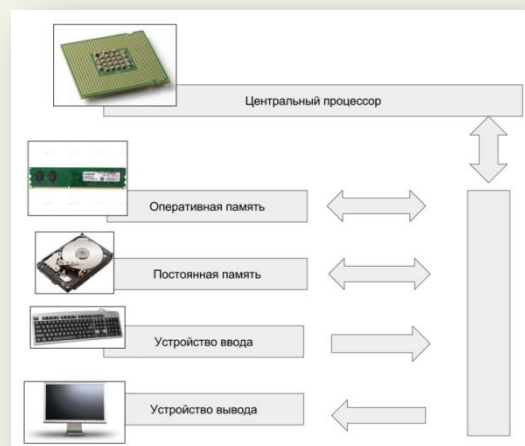 Центральный процессор
Оперативная память
Постоянная память
Устройство ввода
Устройство вывода